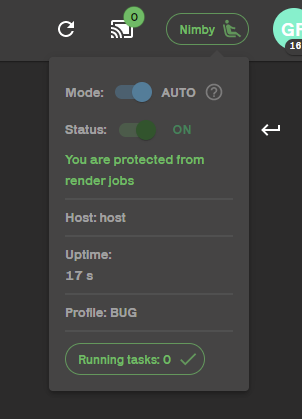 0
Nimby
GF
16
Mode: AUTO ?
Status: ON
You are protected from
render jobs
Host: host
Uptime:
17 s
Profile: BUG
Running tasks: 0